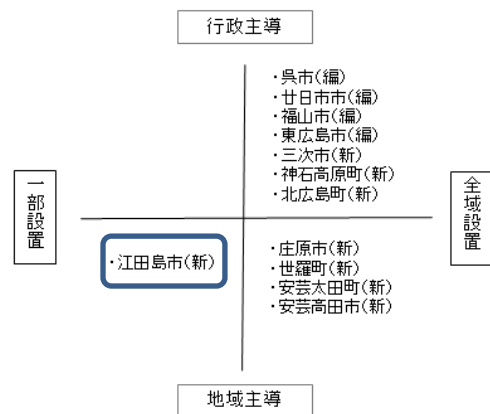 行政主導
・呉市(編)
・廿日市市(編)
・福山市(編)
・東広島市(編)
・三次市(新)
・神石高原町(新)
・北広島町(新)
一部設置
全域設置
・江田島市(新)
・庄原市(新)
・世羅町(新)
・安芸太田町(新)
・安芸高田市(新)
地域主導